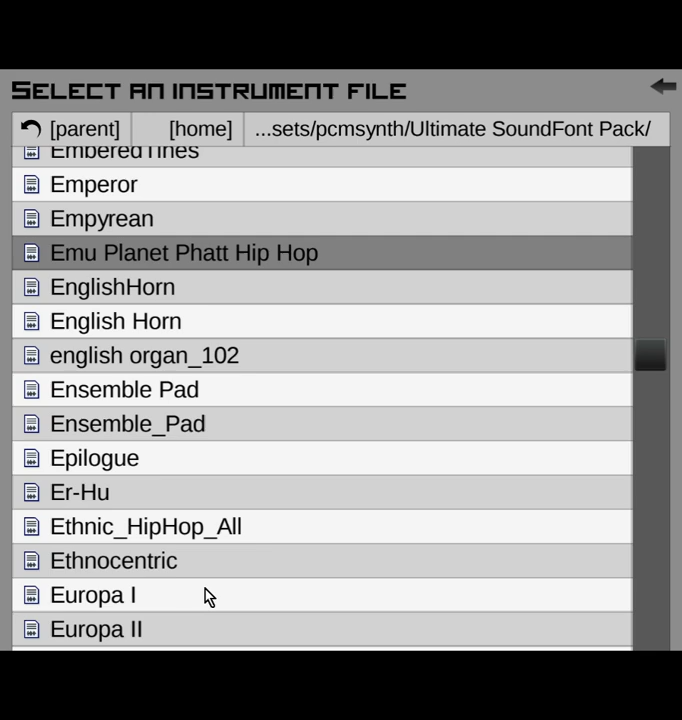 Select an instrument file
[parent] [home] ...sets/pcmsynth/Ultimate SoundFont Pack/
EmberedTines
Emperor
Empyrean
Emu Planet Phatt Hip Hop
EnglishHorn
English Horn
english organ_102
Ensemble Pad
Ensemble_Pad
Epilogue
Er-Hu
Ethnic_HipHop_All
Ethnocentric
Europa I
Europa II